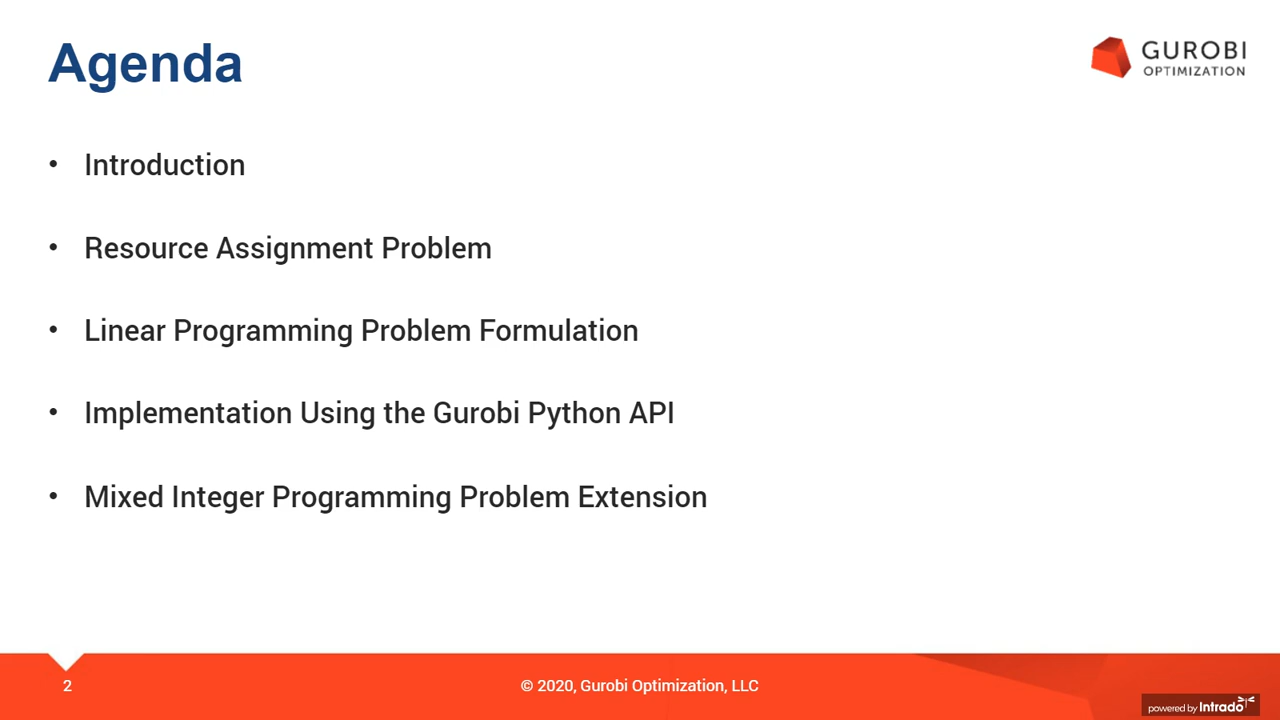 Agenda
GUROBI
OPTIMIZATION
• Introduction
• Resource Assignment Problem
• Linear Programming Problem Formulation
• Implementation Using the Gurobi Python API
• Mixed Integer Programming Problem Extension
2
© 2020, Gurobi Optimization, LLC
powered by Intrado